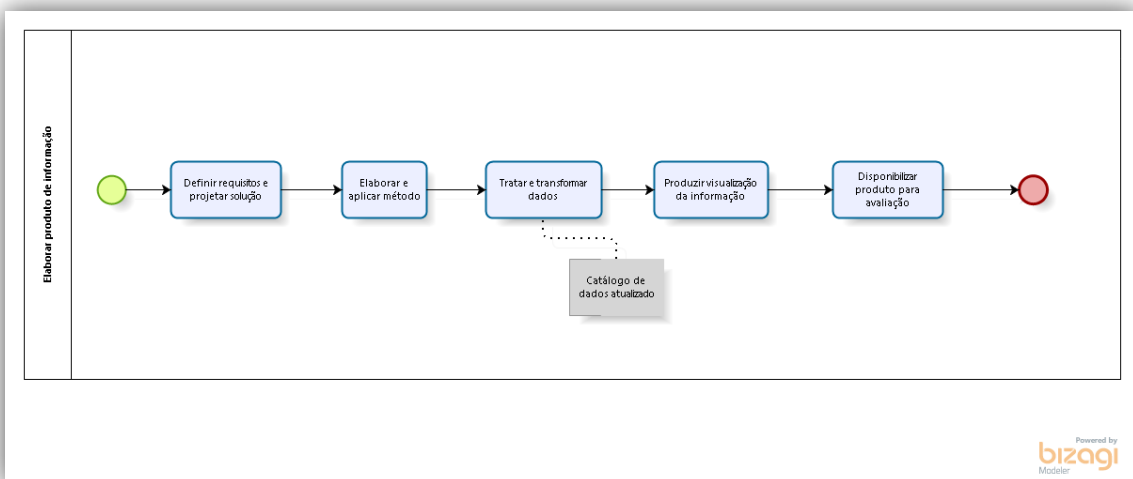 Elaborar produto de informação
Definir requisitos e
projetar solução
Elaborar e
aplicar método
Tratar e transformar
dados
Produzir visualização
da informação
Disponibilizar
produto para
avaliação
Catálogo de
dados atualizado
Powered by
bizagi
Modeler